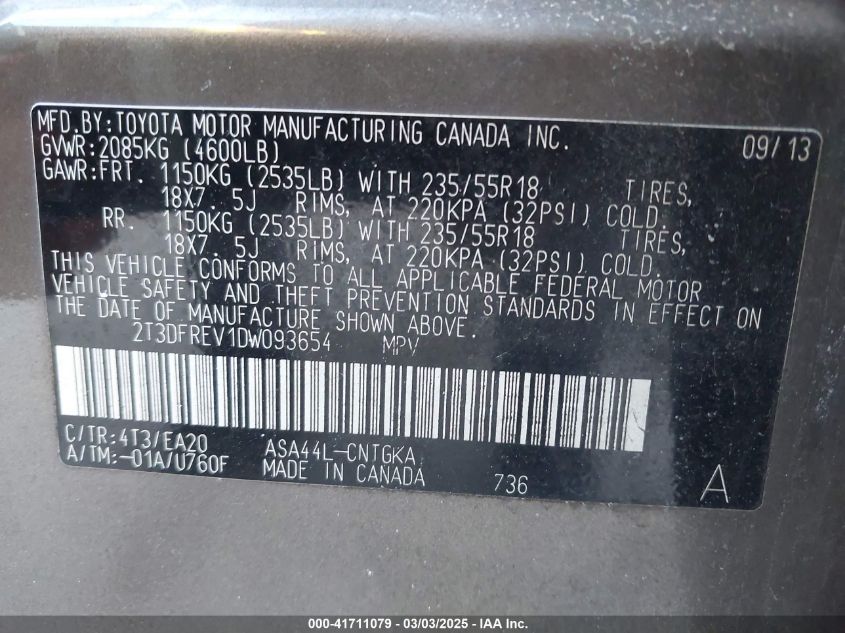 MFD.BY:TOYOTA MOTOR MANUFACTURING CANADA INC. 09/13
GVWR:2085KG (4600LB)
GAWR:FRT. 1150KG (2535LB) WITH 235/55R18 TIRES,
18X7. 5J RIMS, AT 220KPA (32PSI) COLD.
RR. 1150KG (2535LB) WITH 235/55R18 TIRES,
18X7. 5J RIMS, AT 220KPA (32PSI) COLD.
THIS VEHICLE CONFORMS TO ALL APPLICABLE FEDERAL MOTOR
VEHICLE SAFETY AND THEFT PREVENTION STANDARDS IN EFFECT ON
THE DATE OF MANUFACTURE SHOWN ABOVE.
2T3DFREV1DW093654 MPV
C/TR:4T3/EA20 ASA44L-CNTGKA
A/TM:-01A/U760F MADE IN CANADA 736 A
000-41711079 - 03/03/2025 - IAA Inc.